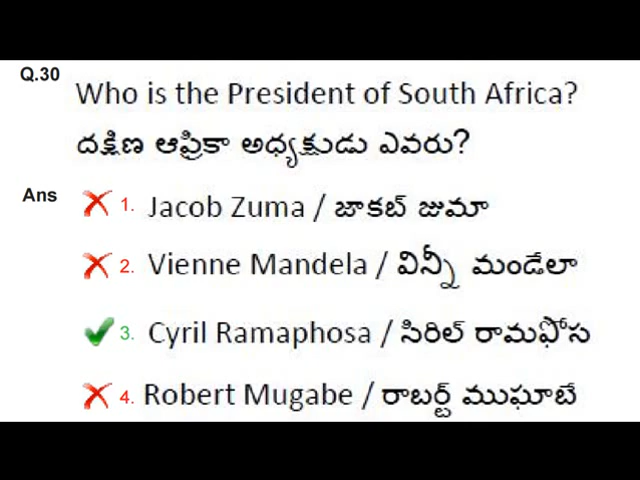 Q.30
Who is the President of South Africa?
దక్షిణ ఆఫ్రికా అధ్యక్షుడు ఎవరు?
Ans
1. Jacob Zuma / జాకబ్ జుమా
2. Vienne Mandela / విన్నీ మండేలా
3. Cyril Ramaphosa / సిరిల్ రామఫోస
4. Robert Mugabe / రాబర్ట్ ముఘాబే